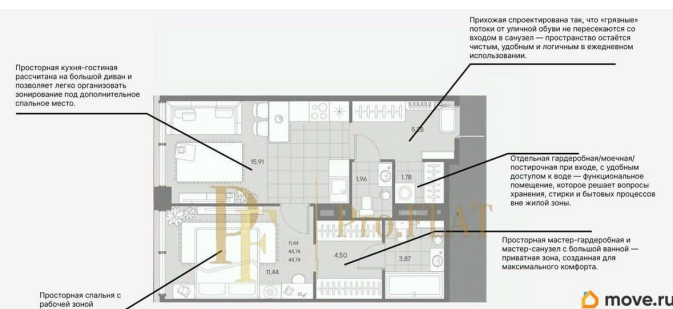 Прихожая спроектирована так, что «грязные»
потоки от уличной обуви не пересекаются со
входом в санузел — пространство остаётся
чистым, удобным и логичным в ежедневном
использовании.
Просторная кухня-гостиная
рассчитана на большой диван и
позволяет легко организовать
зонирование под дополнительное
спальное место.
15,91
1,96
1,78
Отдельная гардеробная/моечная/
постирочная при входе, с удобным
доступом к воде — функциональное
помещение, которое решает вопросы
хранения, стирки и бытовых процессов
вне жилой зоны.
Pro.FLAT
11,44
44,74
44,74
11,44
4,50
3,87
Просторная мастер-гардеробная и
мастер-санузел с большой ванной —
приватная зона, созданная для
максимального комфорта.
Просторная спальня с
рабочей зоной
move.ru